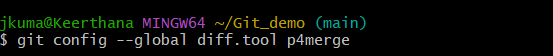 jkuma@Keerthana MINGW64 ~/Git_demo (main)
$ git config --global diff.tool p4merge